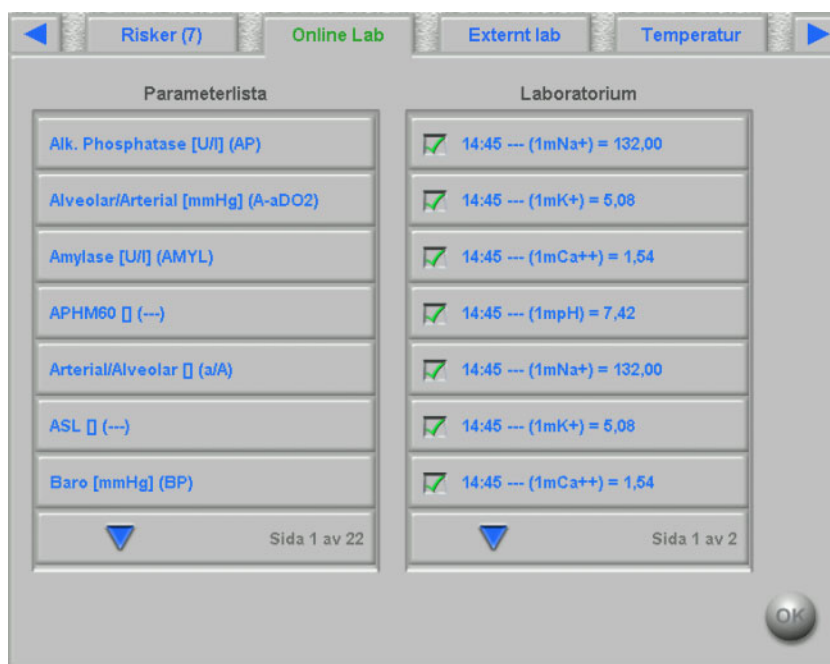 Risker (7)
Online Lab
Externt lab
Temperatur
Parameterlista
Alk. Phosphatase [U/l] (AP)
Alveolar/Arterial [mmHg] (A-aDO2)
Amylase [U/l] (AMYL)
APHM60 [] (---)
Arterial/Alveolar [] (a/A)
ASL [] (---)
Baro [mmHg] (BP)
Sida 1 av 22
Laboratorium
14:45 --- (1mNa+) = 132,00
14:45 --- (1mK+) = 5,08
14:45 --- (1mCa++) = 1,54
14:45 --- (1mpH) = 7,42
14:45 --- (1mNa+) = 132,00
14:45 --- (1mK+) = 5,08
14:45 --- (1mCa++) = 1,54
Sida 1 av 2
OK